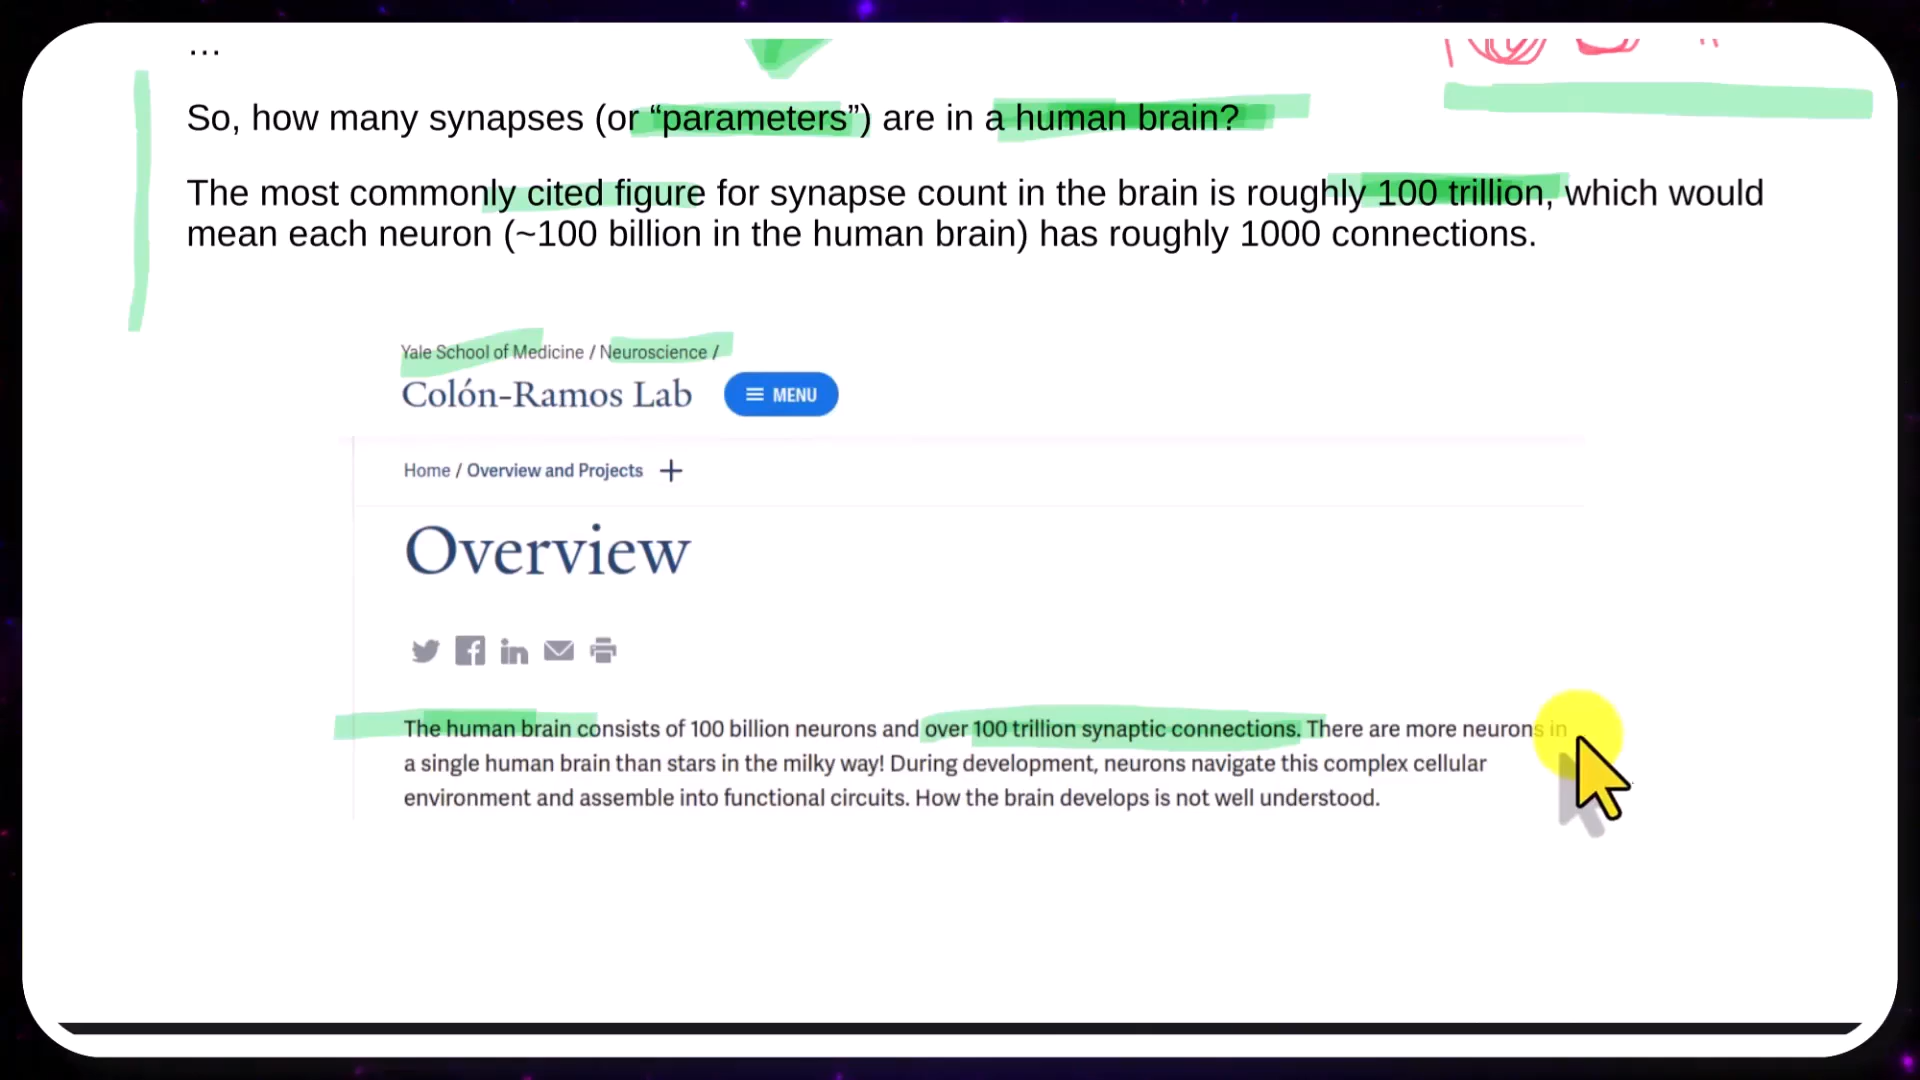 ...
So, how many synapses (or “parameters”) are in a human brain?
The most commonly cited figure for synapse count in the brain is roughly 100 trillion, which would
mean each neuron (~100 billion in the human brain) has roughly 1000 connections.
Yale School of Medicine / Neuroscience /
Colón-Ramos Lab
MENU
Home / Overview and Projects +
Overview
The human brain consists of 100 billion neurons and over 100 trillion synaptic connections. There are more neurons in
a single human brain than stars in the milky way! During development, neurons navigate this complex cellular
environment and assemble into functional circuits. How the brain develops is not well understood.